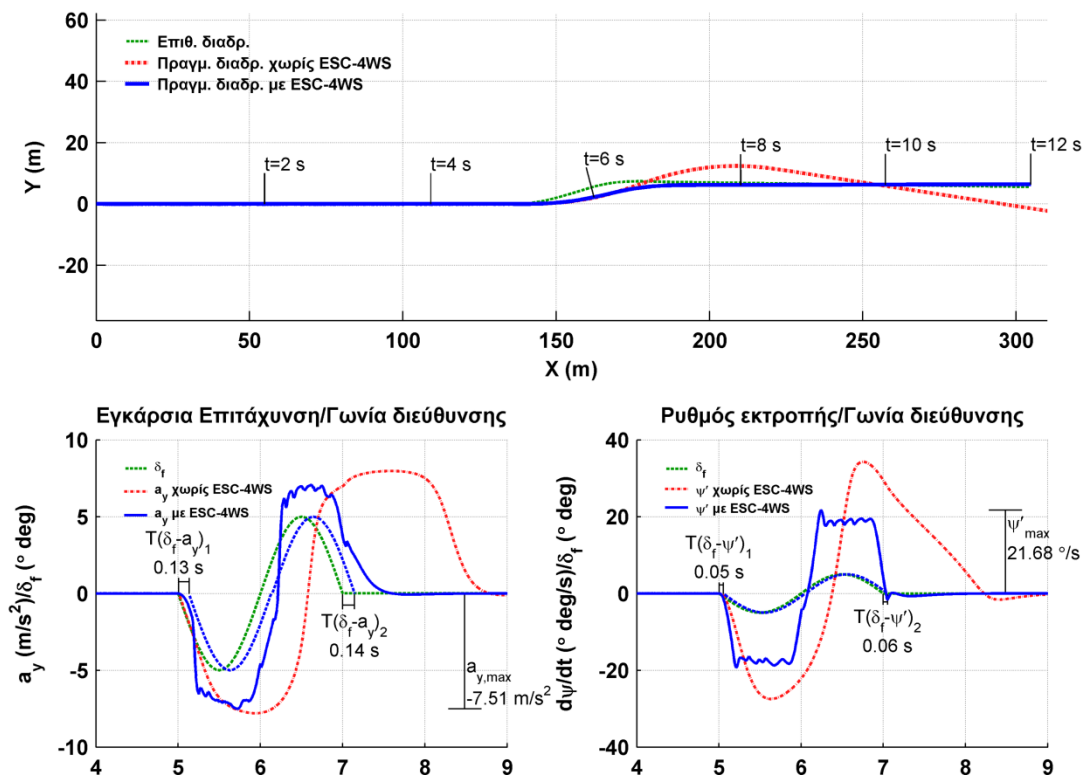 60
40
20
0
-20
Y (m)
Επιθ. διαδρ.
Πραγμ. διαδρ. χωρίς ESC-4WS
Πραγμ. διαδρ. με ESC-4WS
t=2 s
t=4 s
t=6 s
t=8 s
t=10 s
t=12 s
0 50 100 150 200 250 300
X (m)
Εγκάρσια Επιτάχυνση/Γωνία διεύθυνσης
10
5
0
-5
-10
a_y (m/s²)/δ_f (° deg)
δ_f
a_y χωρίς ESC-4WS
a_y με ESC-4WS
T(δ_f-a_y)_1
0.13 s
T(δ_f-a_y)_2
0.14 s
a_y,max
-7.51 m/s²
4 5 6 7 8 9
Ρυθμός εκτροπής/Γωνία διεύθυνσης
40
20
0
-20
-40
dψ/dt (° deg/s)/δ_f (° deg)
δ_f
ψ' χωρίς ESC-4WS
ψ' με ESC-4WS
T(δ_f-ψ')_1
0.05 s
T(δ_f-ψ')_2
0.06 s
ψ'_max
21.68 °/s
4 5 6 7 8 9